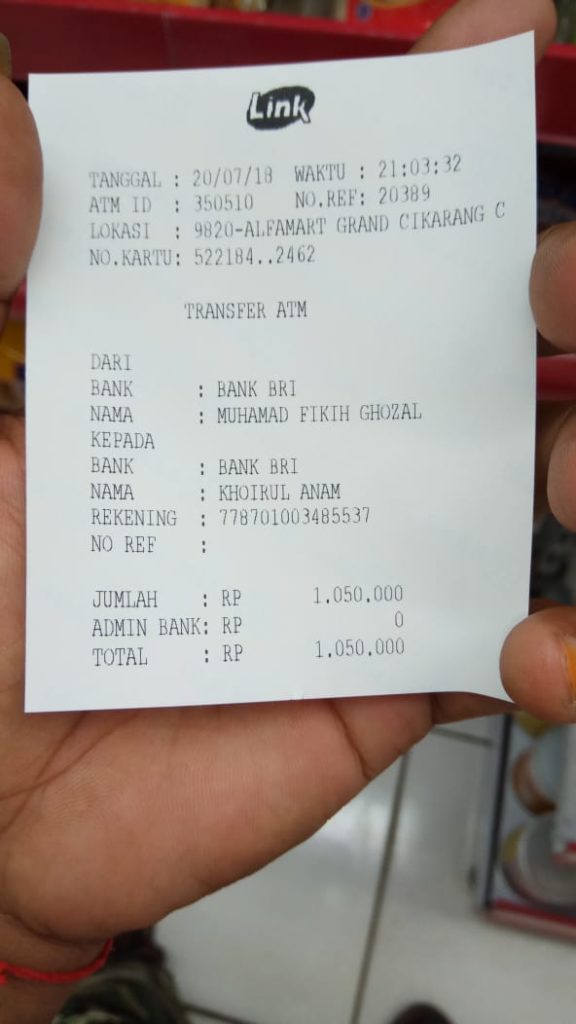 Link
TANGGAL : 20/07/18 WAKTU : 21:03:32
ATM ID : 350510 NO.REF: 20389
LOKASI : 9820-ALFAMART GRAND CIKARANG C
NO.KARTU: 522184..2462
TRANSFER ATM
DARI
BANK : BANK BRI
NAMA : MUHAMAD FIKIH GHOZAL
KEPADA
BANK : BANK BRI
NAMA : KHOIRUL ANAM
REKENING : 778701003485537
NO REF :
JUMLAH : RP 1.050.000
ADMIN BANK: RP 0
TOTAL : RP 1.050.000